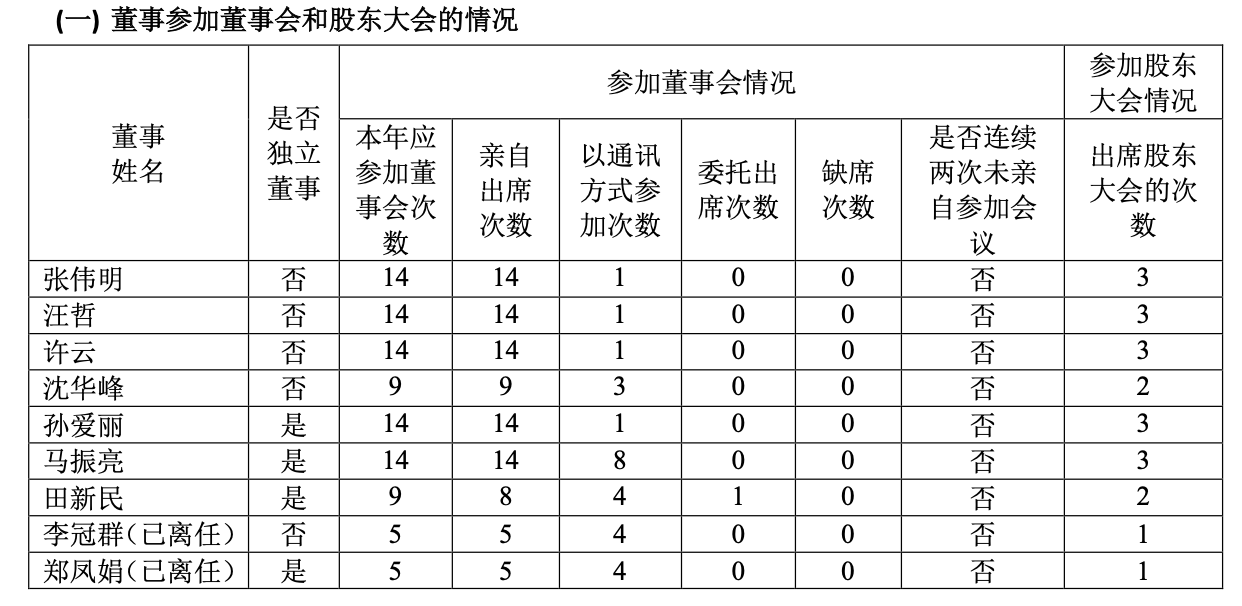 (一) 董事参加董事会和股东大会的情况
董事姓名 是否独立董事 参加董事会情况 参加股东大会情况
本年应参加董事会次数 亲自出席次数 以通讯方式参加次数 委托出席次数 缺席次数 是否连续两次未亲自参加会议 出席股东大会的次数
张伟明 否 14 14 1 0 0 否 3
汪哲 否 14 14 1 0 0 否 3
许云 否 14 14 1 0 0 否 3
沈华峰 否 9 9 3 0 0 否 2
孙爱丽 是 14 14 1 0 0 否 3
马振亮 是 14 14 8 0 0 否 3
田新民 是 9 8 4 1 0 否 2
李冠群（已离任） 否 5 5 4 0 0 否 1
郑凤娟（已离任） 是 5 5 4 0 0 否 1